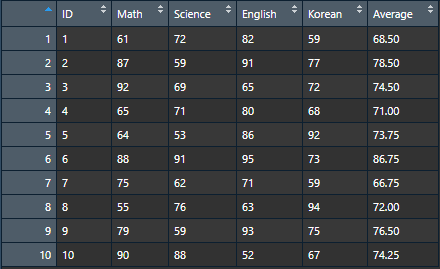 ID Math Science English Korean Average
1 1 61 72 82 59 68.50
2 2 87 59 91 77 78.50
3 3 92 69 65 72 74.50
4 4 65 71 80 68 71.00
5 5 64 53 86 92 73.75
6 6 88 91 95 73 86.75
7 7 75 62 71 59 66.75
8 8 55 76 63 94 72.00
9 9 79 59 93 75 76.50
10 10 90 88 52 67 74.25